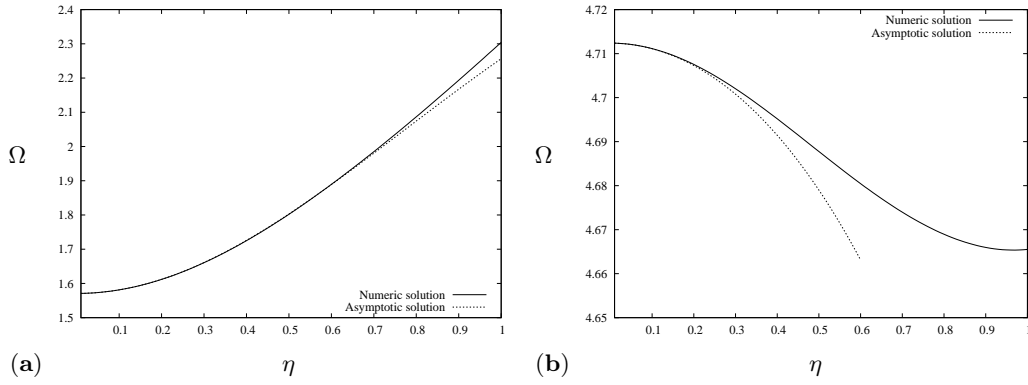 2.4
2.3
2.2
2.1
2
1.9
1.8
1.7
1.6
1.5
Ω
Numeric solution
Asymptotic solution
0.1 0.2 0.3 0.4 0.5 0.6 0.7 0.8 0.9 1
(a)
η
4.72
4.71
4.7
4.69
4.68
4.67
4.66
4.65
Ω
Numeric solution
Asymptotic solution
0.1 0.2 0.3 0.4 0.5 0.6 0.7 0.8 0.9 1
(b)
η